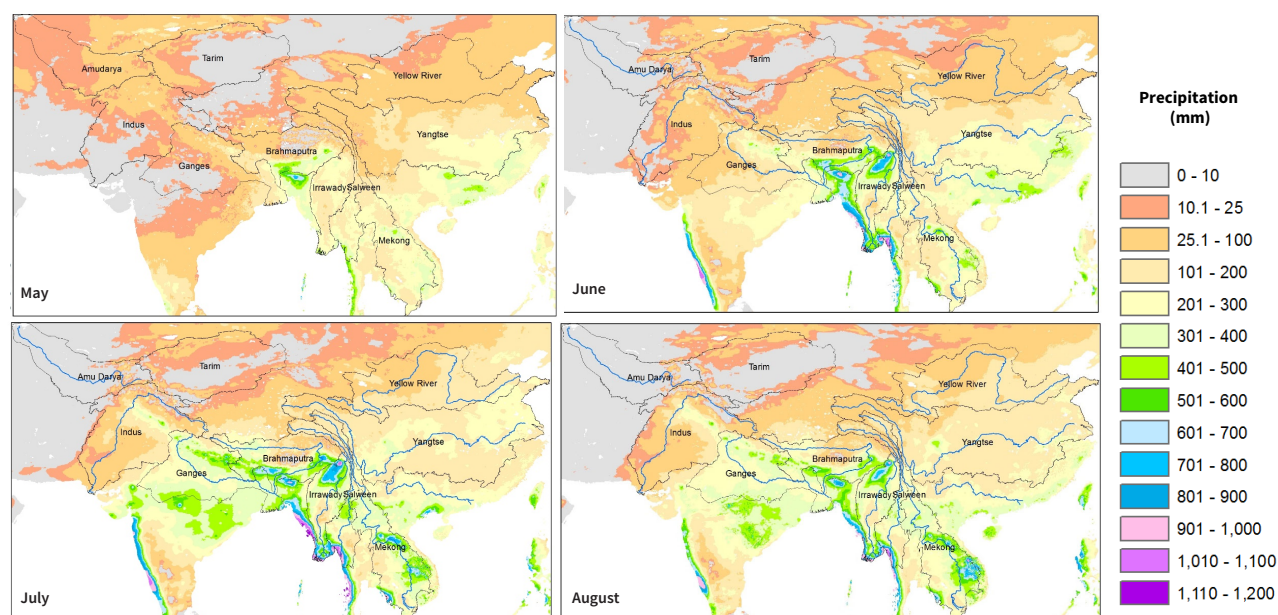 Amudarya
Tarim
Yellow River
Indus
Ganges
Brahmaputra
Yangtse
Irrawady
Salween
Mekong
May
Amu Darya
Tarim
Yellow River
Indus
Ganges
Brahmaputra
Yangtse
Irrawady
Salween
Mekong
June
Amu Darya
Tarim
Yellow River
Indus
Ganges
Brahmaputra
Yangtse
Irrawady
Salween
Mekong
July
Amu Darya
Tarim
Yellow River
Indus
Ganges
Brahmaputra
Yangtse
Irrawady
Salween
Mekong
August
Precipitation
(mm)
0 - 10
10.1 - 25
25.1 - 100
101 - 200
201 - 300
301 - 400
401 - 500
501 - 600
601 - 700
701 - 800
801 - 900
901 - 1,000
1,010 - 1,100
1,110 - 1,200